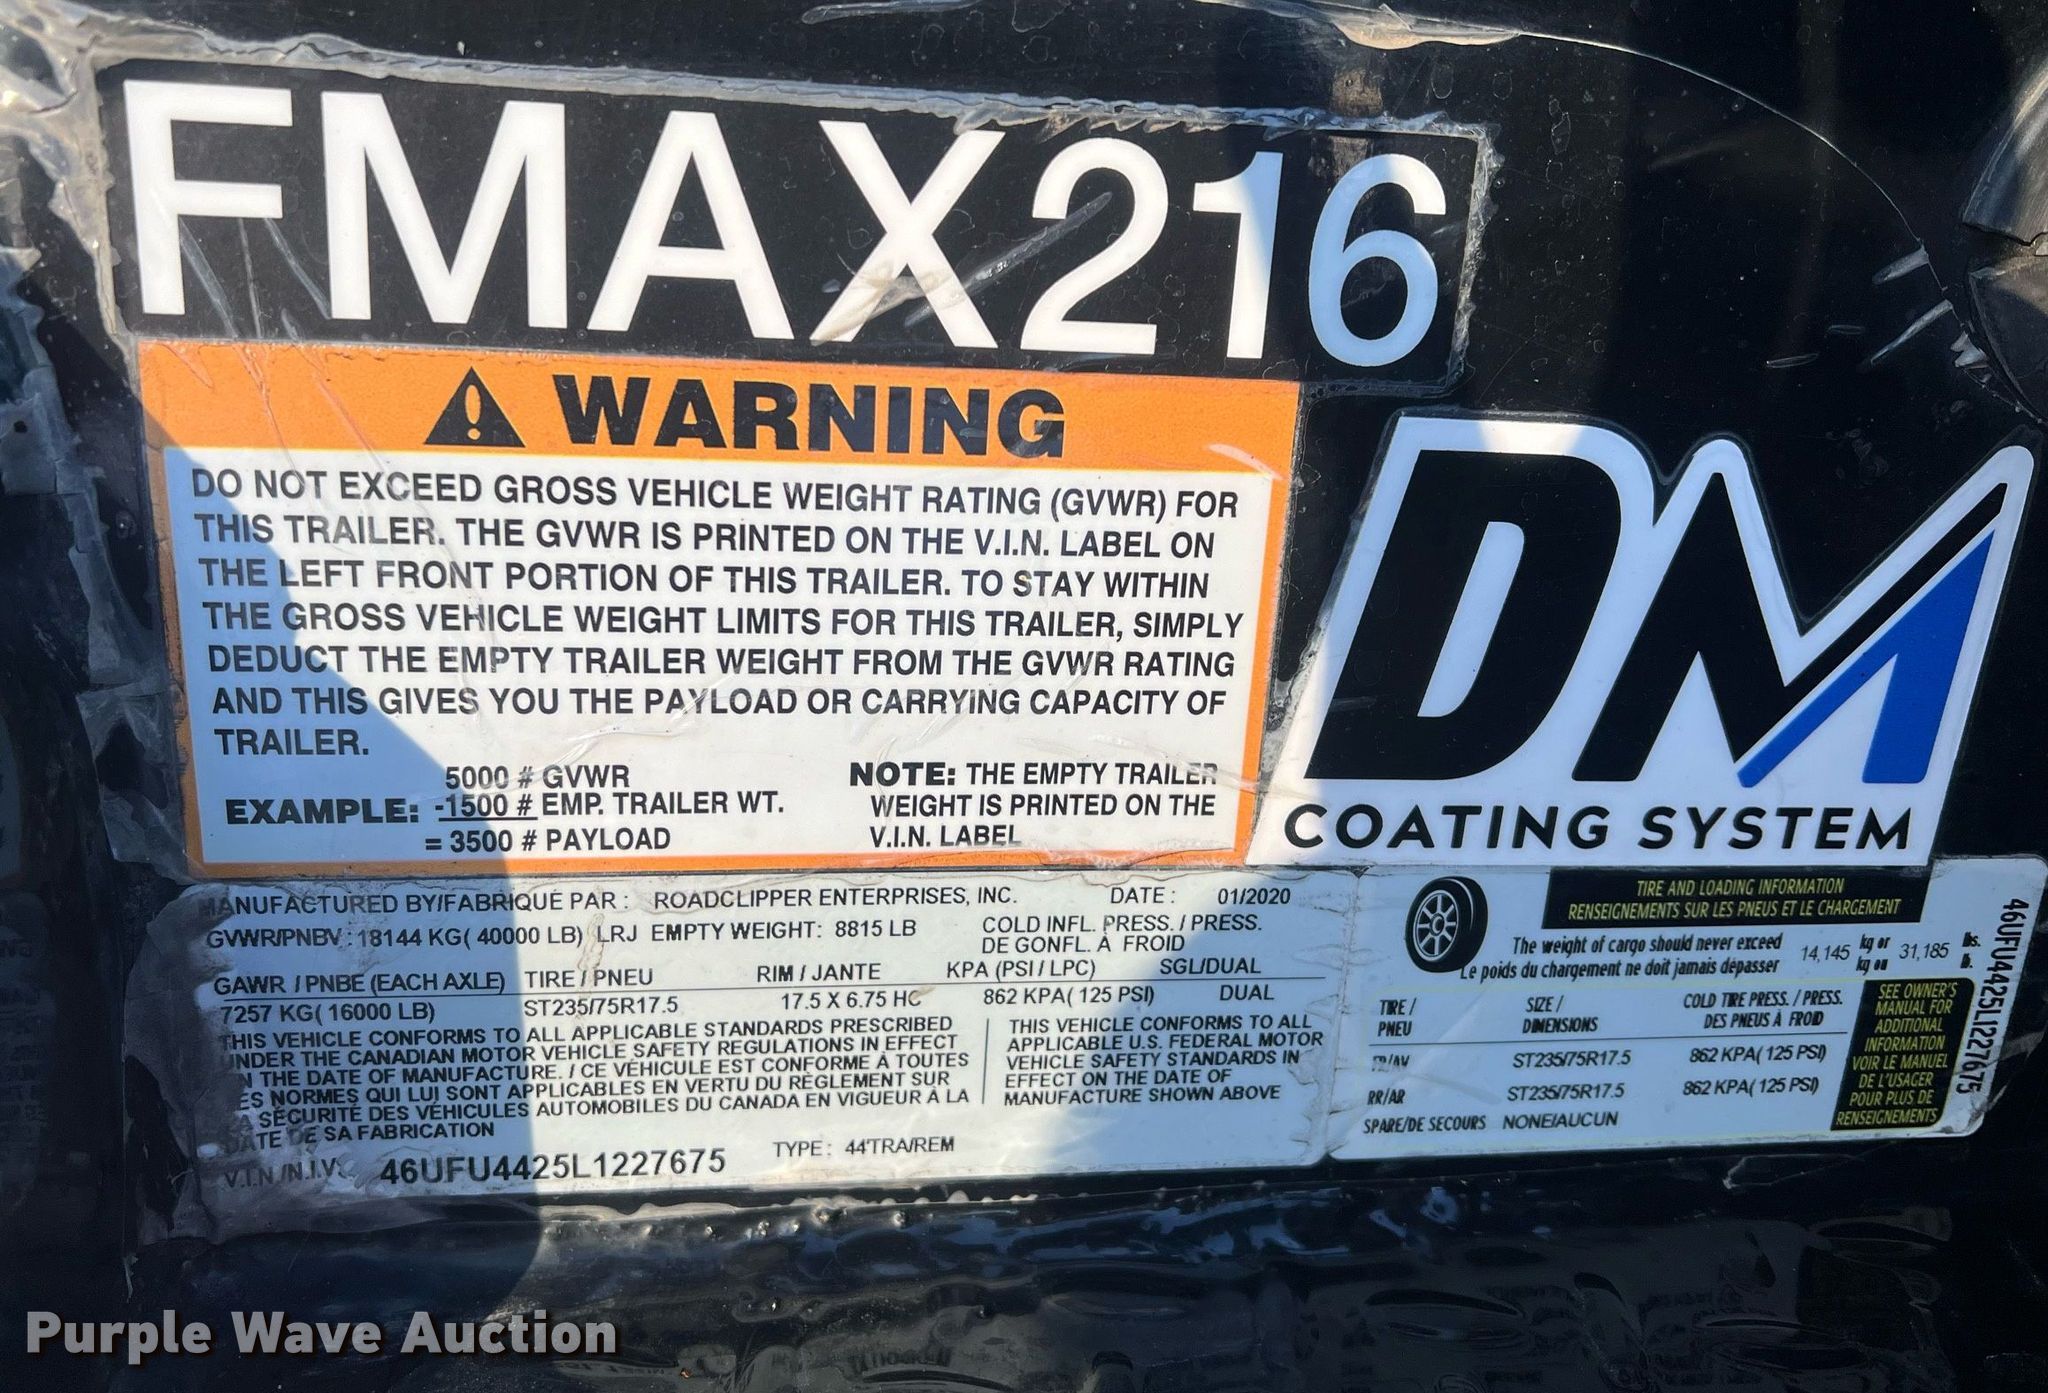 FMAX216
WARNING
DO NOT EXCEED GROSS VEHICLE WEIGHT RATING (GVWR) FOR
THIS TRAILER. THE GVWR IS PRINTED ON THE V.I.N. LABEL ON
THE LEFT FRONT PORTION OF THIS TRAILER. TO STAY WITHIN
THE GROSS VEHICLE WEIGHT LIMITS FOR THIS TRAILER, SIMPLY
DEDUCT THE EMPTY TRAILER WEIGHT FROM THE GVWR RATING
AND THIS GIVES YOU THE PAYLOAD OR CARRYING CAPACITY OF
TRAILER.
5000 # GVWR
EXAMPLE: -1500 # EMP. TRAILER WT.
= 3500 # PAYLOAD
NOTE: THE EMPTY TRAILER
WEIGHT IS PRINTED ON THE
V.I.N. LABEL
DM
COATING SYSTEM
MANUFACTURED BY/FABRIQUE PAR : ROADCLIPPER ENTERPRISES, INC. DATE : 01/2020
GVWR/PNBV : 18144 KG( 40000 LB) LRJ EMPTY WEIGHT: 8815 LB COLD INFL. PRESS. / PRESS.
DE GONFL. À FROID
GAWR / PNBE (EACH AXLE) TIRE / PNEU RIM / JANTE KPA (PSI / LPC) SGL/DUAL
7257 KG( 16000 LB) ST235/75R17.5 17.5 X 6.75 HC 862 KPA( 125 PSI) DUAL
THIS VEHICLE CONFORMS TO ALL APPLICABLE STANDARDS PRESCRIBED
UNDER THE CANADIAN MOTOR VEHICLE SAFETY REGULATIONS IN EFFECT
ON THE DATE OF MANUFACTURE. / CE VÉHICULE EST CONFORME À TOUTES
LES NORMES QUI LUI SONT APPLICABLES EN VERTU DU RÈGLEMENT SUR
LA SÉCURITÉ DES VÉHICULES AUTOMOBILES DU CANADA EN VIGUEUR À LA
DATE DE SA FABRICATION
THIS VEHICLE CONFORMS TO ALL
APPLICABLE U.S. FEDERAL MOTOR
VEHICLE SAFETY STANDARDS IN
EFFECT ON THE DATE OF
MANUFACTURE SHOWN ABOVE
V.I.N./N.I.V: 46UFU4425L1227675 TYPE : 44'TRA/REM
TIRE AND LOADING INFORMATION
RENSEIGNEMENTS SUR LES PNEUS ET LE CHARGEMENT
The weight of cargo should never exceed 14,145 kg or 31,185 lbs.
Le poids du chargement ne doit jamais dépasser kg ou lb.
TIRE / PNEU SIZE / DIMENSIONS COLD TIRE PRESS. / PRESS. DES PNEUS À FROID
FR/AV ST235/75R17.5 862 KPA( 125 PSI)
RR/AR ST235/75R17.5 862 KPA( 125 PSI)
SPARE/DE SECOURS NONE/AUCUN
SEE OWNER'S
MANUAL FOR
ADDITIONAL
INFORMATION
VOIR LE MANUEL
DE L'USAGER
POUR PLUS DE
RENSEIGNEMENTS
46UFU4425L1227675
Purple Wave Auction